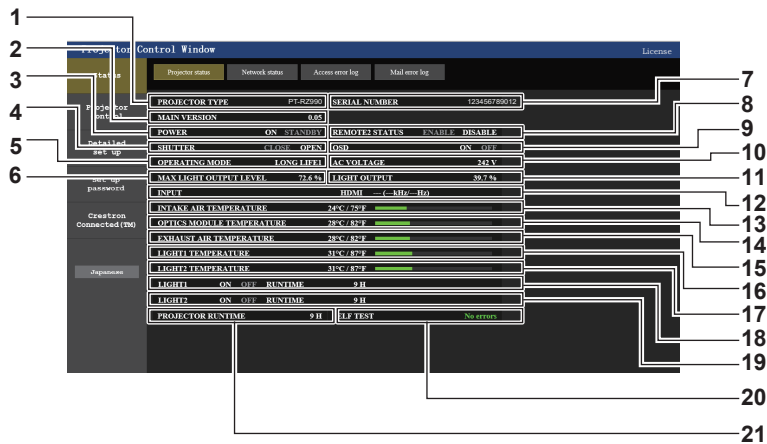 1
2
3
4
5
6
Control Window License
Status
Projector status Network status Access error log Mail error log
Projector control
Detailed set up
Set up password
Crestron Connected(TM)
Japanese
PROJECTOR TYPE PT-RZ990 SERIAL NUMBER 123456789012
MAIN VERSION 0.05
POWER ON STANDBY REMOTE2 STATUS ENABLE DISABLE
SHUTTER CLOSE OPEN OSD ON OFF
OPERATING MODE LONG LIFE1 AC VOLTAGE 242 V
MAX LIGHT OUTPUT LEVEL 72.6 % LIGHT OUTPUT 39.7 %
INPUT HDMI --- (---kHz/---Hz)
INTAKE AIR TEMPERATURE 24°C / 75°F
OPTICS MODULE TEMPERATURE 28°C / 82°F
EXHAUST AIR TEMPERATURE 28°C / 82°F
LIGHT1 TEMPERATURE 31°C / 87°F
LIGHT2 TEMPERATURE 31°C / 87°F
LIGHT1 ON OFF RUNTIME 9 H
LIGHT2 ON OFF RUNTIME 9 H
PROJECTOR RUNTIME 9 H ELF TEST No errors
7
8
9
10
11
12
13
14
15
16
17
18
19
20
21